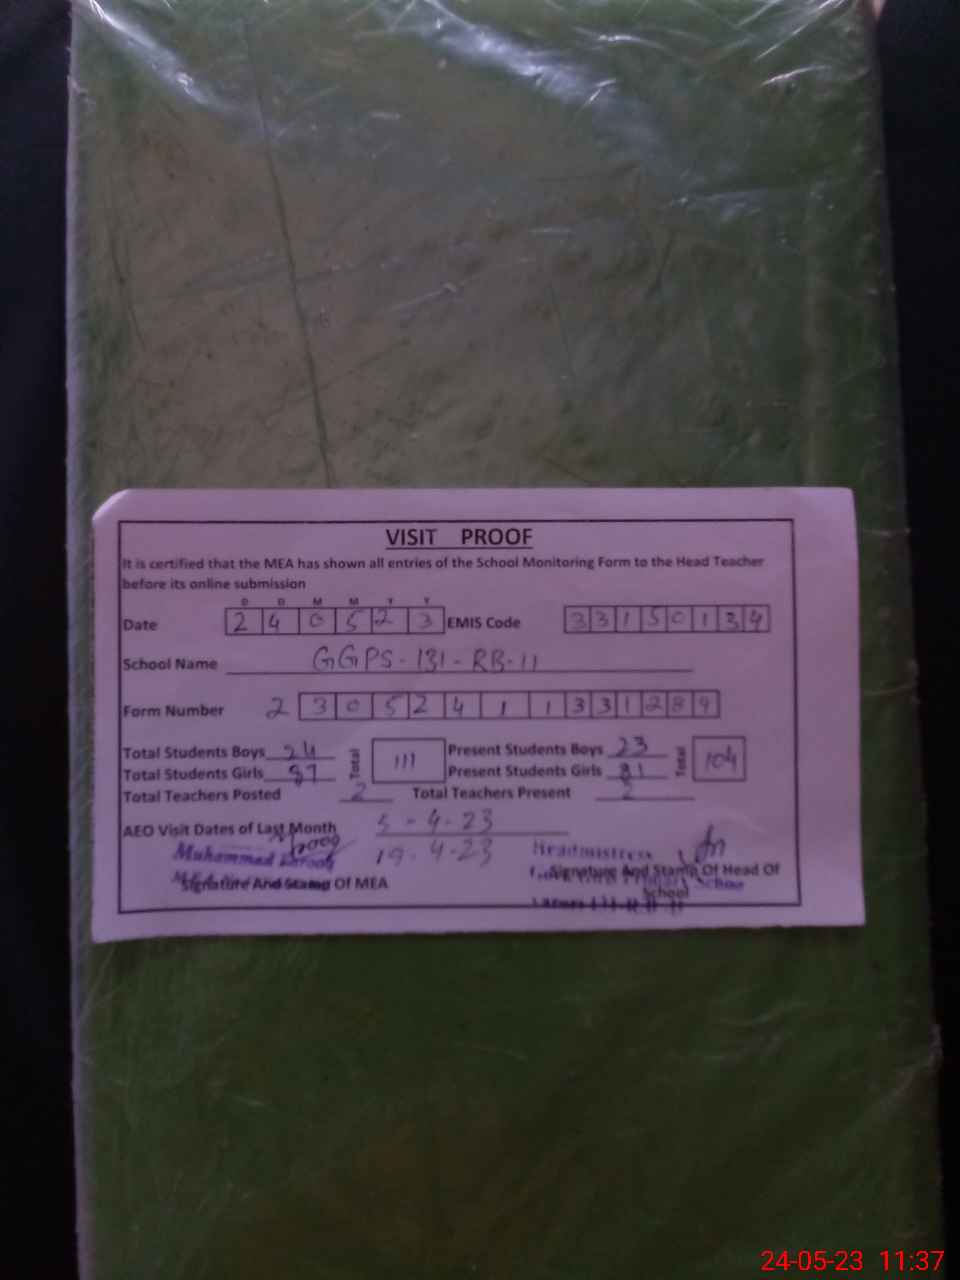 VISIT PROOF
It is certified that the MEA has shown all entries of the School Monitoring Form to the Head Teacher
before its online submission
D D M M Y Y
Date 2 4 0 5 2 3 EMIS Code 3 3 1 5 0 1 3 4
School Name GGPS-131-RB-11
Form Number 2 3 0 5 2 4 1 1 3 3 1 2 8 9
Total Students Boys 24 Total 111 Present Students Boys 23 Total 104
Total Students Girls 87 Present Students Girls 81
Total Teachers Posted 2 Total Teachers Present 2
AEO Visit Dates of Last Month 5-4-23
19-4-23
Muhammad Farooq
Headmistress
Signature And Stamp Of MEA
Signature And Stamp Of Head Of
School
24-05-23 11:37